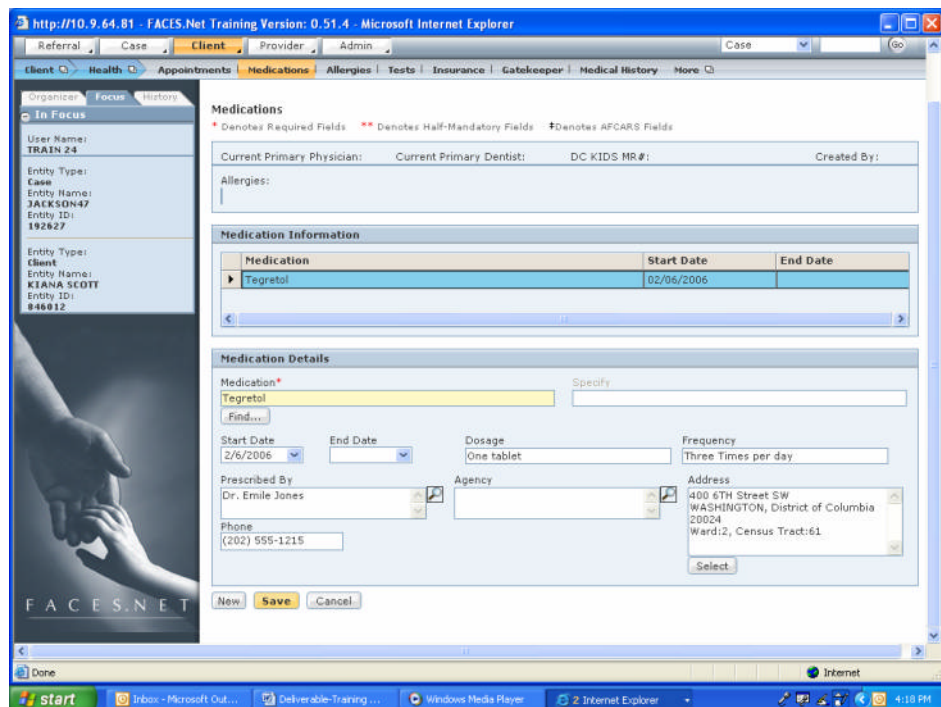 http://10.9.64.81 - FACES.Net Training Version: 0.51.4 - Microsoft Internet Explorer
Referral Case Client Provider Admin Case Go
Client Health Appointments Medications Allergies Tests Insurance Gatekeeper Medical History More
Organizer Focus History
In Focus
User Name:
TRAIN 24
Entity Type:
Case
Entity Name:
JACKSON47
Entity ID:
192627
Entity Type:
Client
Entity Name:
KIANA SCOTT
Entity ID:
846012
FACES.NET
Medications
* Denotes Required Fields ** Denotes Half-Mandatory Fields ‡Denotes AFCARS Fields
Current Primary Physician: Current Primary Dentist: DC KIDS MR#: Created By:
Allergies:
Medication Information
Medication Start Date End Date
Tegretol 02/06/2006
Medication Details
Medication* Specify
Tegretol
Find...
Start Date End Date Dosage Frequency
2/6/2006 One tablet Three Times per day
Prescribed By Agency Address
Dr. Emile Jones 400 6TH Street SW
WASHINGTON, District of Columbia
20024
Ward:2, Census Tract:61
Phone
(202) 555-1215
Select
New Save Cancel
Done Internet
start Inbox - Microsoft Out... Deliverable-Training ... Windows Media Player 2 Internet Explorer 4:18 PM